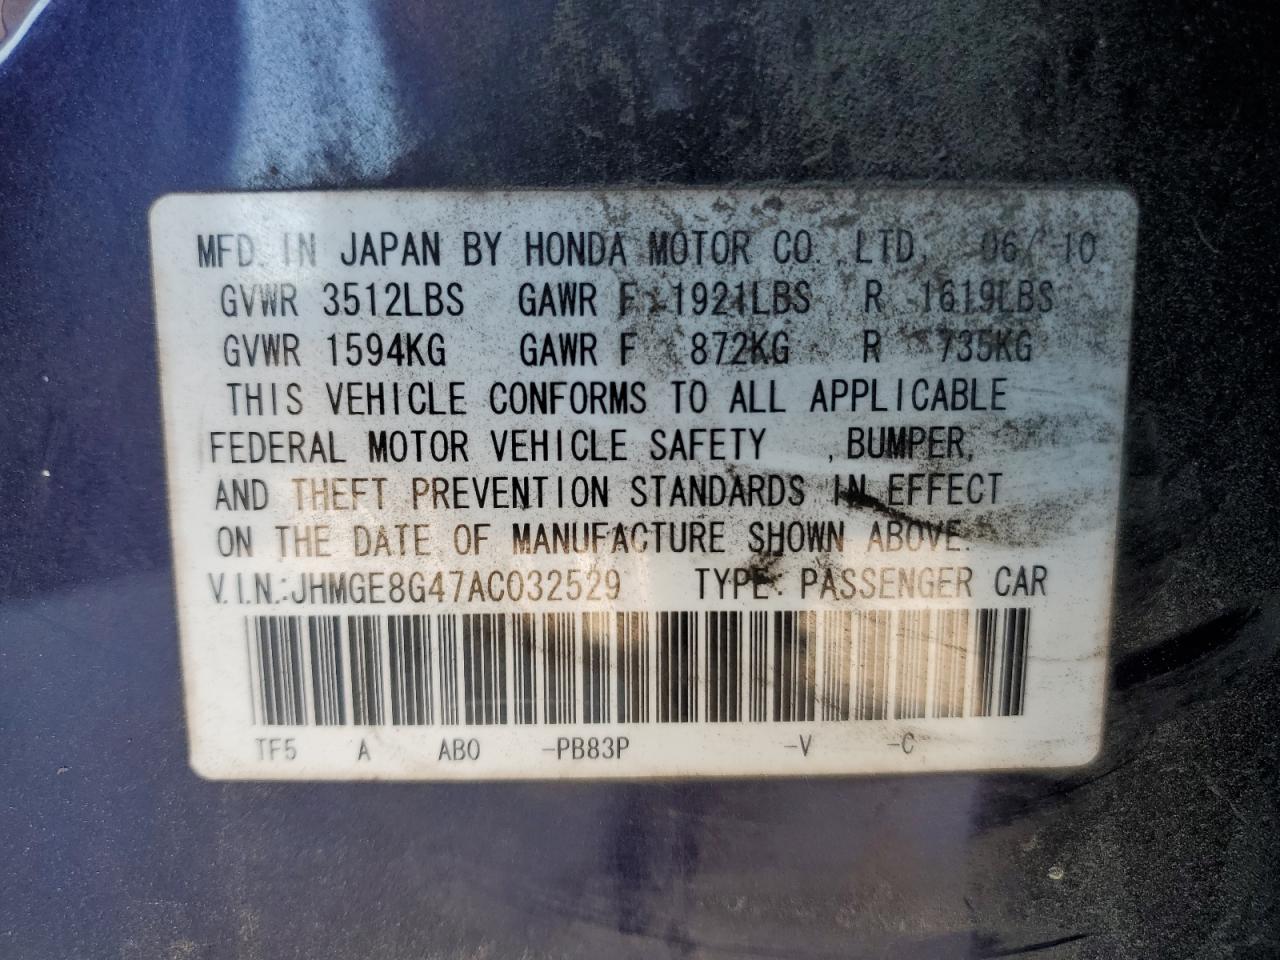 MFD. IN JAPAN BY HONDA MOTOR CO., LTD. 06/ 10
GVWR 3512LBS GAWR F 1921LBS R 1619LBS
GVWR 1594KG GAWR F 872KG R 735KG
THIS VEHICLE CONFORMS TO ALL APPLICABLE
FEDERAL MOTOR VEHICLE SAFETY , BUMPER,
AND THEFT PREVENTION STANDARDS IN EFFECT
ON THE DATE OF MANUFACTURE SHOWN ABOVE.
V.I.N.:JHMGE8G47AC032529 TYPE: PASSENGER CAR
TF5 A ABO -PB83P -V -C